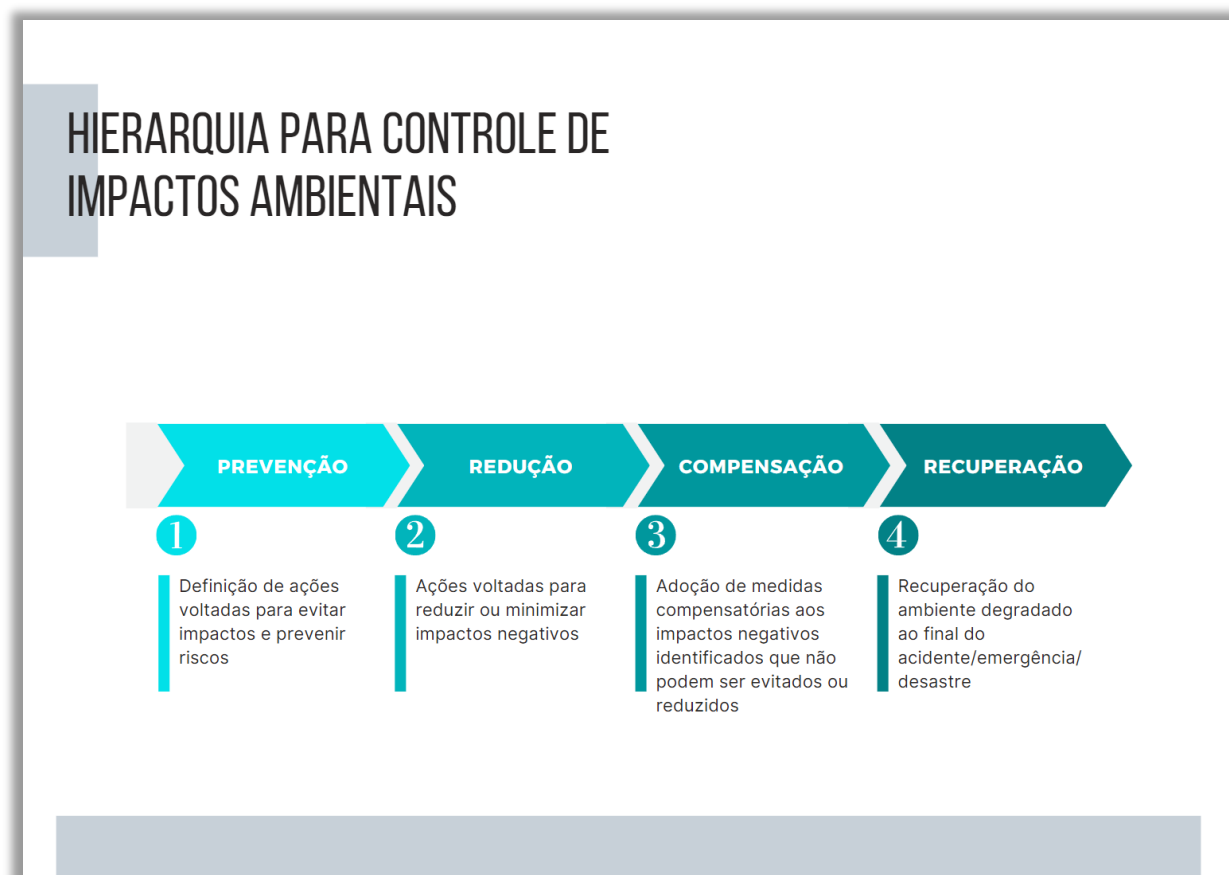 HIERARQUIA PARA CONTROLE DE
IMPACTOS AMBIENTAIS
PREVENÇÃO
1
Definição de ações
voltadas para evitar
impactos e prevenir
riscos
REDUÇÃO
2
Ações voltadas para
reduzir ou minimizar
impactos negativos
COMPENSAÇÃO
3
Adoção de medidas
compensatórias aos
impactos negativos
identificados que não
podem ser evitados ou
reduzidos
RECUPERAÇÃO
4
Recuperação do
ambiente degradado
ao final do
acidente/emergência/
desastre